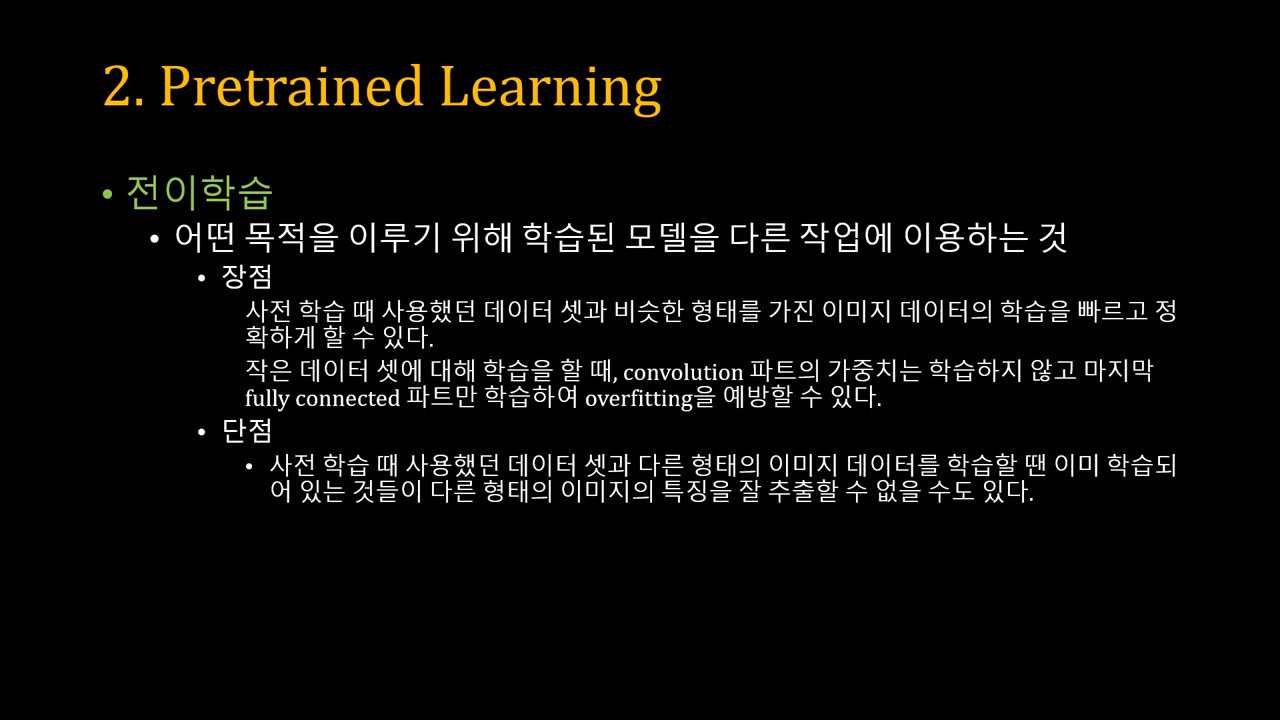 2. Pretrained Learning
• 전이학습
• 어떤 목적을 이루기 위해 학습된 모델을 다른 작업에 이용하는 것
• 장점
사전 학습 때 사용했던 데이터 셋과 비슷한 형태를 가진 이미지 데이터의 학습을 빠르고 정
확하게 할 수 있다.
작은 데이터 셋에 대해 학습을 할 때, convolution 파트의 가중치는 학습하지 않고 마지막
fully connected 파트만 학습하여 overfitting을 예방할 수 있다.
• 단점
• 사전 학습 때 사용했던 데이터 셋과 다른 형태의 이미지 데이터를 학습할 땐 이미 학습되
어 있는 것들이 다른 형태의 이미지의 특징을 잘 추출할 수 없을 수도 있다.